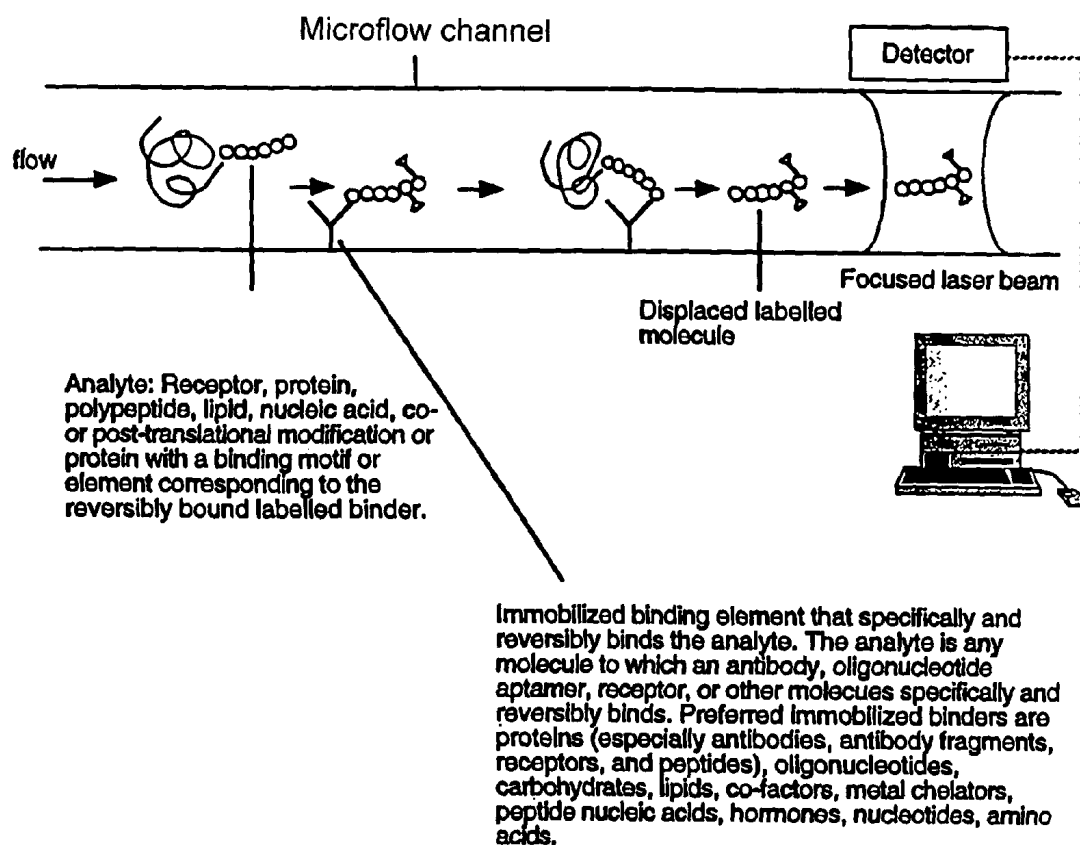 Microflow channel
Detector
flow
Focused laser beam
Displaced labelled
molecule
Analyte: Receptor, protein,
polypeptide, lipid, nucleic acid, co-
or post-translational modification or
protein with a binding motif or
element corresponding to the
reversibly bound labelled binder.
Immobilized binding element that specifically and
reversibly binds the analyte. The analyte is any
molecule to which an antibody, oligonucleotide
aptamer, receptor, or other molecues specifically and
reversibly binds. Preferred immobilized binders are
proteins (especially antibodies, antibody fragments,
receptors, and peptides), oligonucleotides,
carbohydrates, lipids, co-factors, metal chelators,
peptide nucleic acids, hormones, nucleotides, amino
acids.